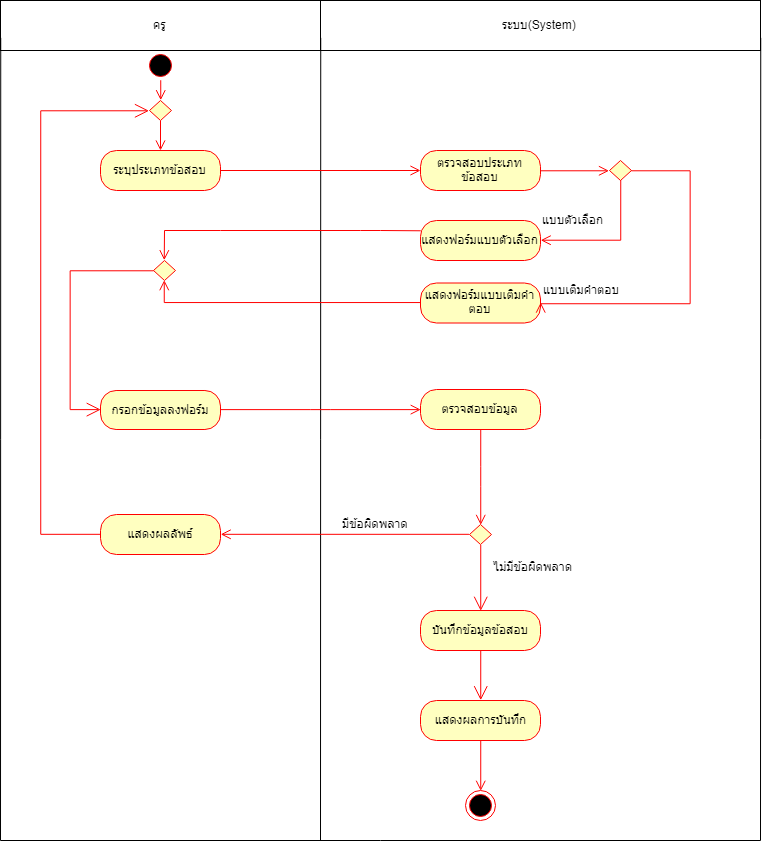 ครู
ระบบ(System)
ระบุประเภทข้อสอบ
ตรวจสอบประเภท
ข้อสอบ
แบบตัวเลือก
แสดงฟอร์มแบบตัวเลือก
แบบเติมคำตอบ
แสดงฟอร์มแบบเติมคำ
ตอบ
กรอกข้อมูลลงฟอร์ม
ตรวจสอบข้อมูล
มีข้อผิดพลาด
แสดงผลลัพธ์
ไม่มีข้อผิดพลาด
บันทึกข้อมูลข้อสอบ
แสดงผลการบันทึก